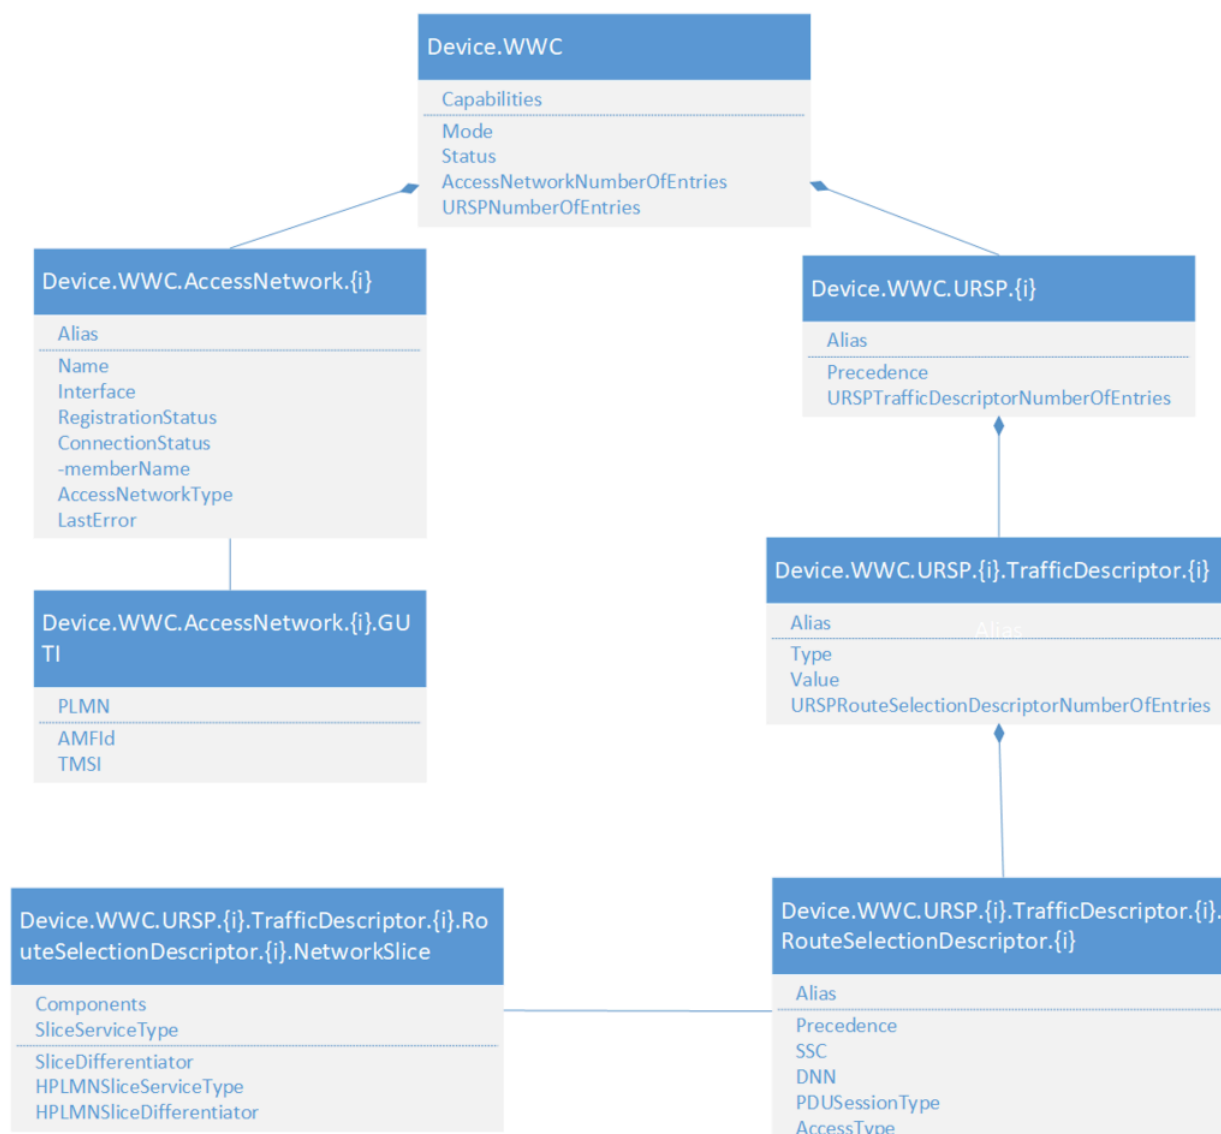 Device.WWC
Capabilities
Mode
Status
AccessNetworkNumberOfEntries
URSPNumberOfEntries
Device.WWC.AccessNetwork.{i}
Alias
Name
Interface
RegistrationStatus
ConnectionStatus
-memberName
AccessNetworkType
LastError
Device.WWC.URSP.{i}
Alias
Precedence
URSPTrafficDescriptorNumberOfEntries
Device.WWC.AccessNetwork.{i}.GU
TI
PLMN
AMFId
TMSI
Device.WWC.URSP.{i}.TrafficDescriptor.{i}
Alias
Alias
Type
Value
URSPRouteSelectionDescriptorNumberOfEntries
Device.WWC.URSP.{i}.TrafficDescriptor.{i}.Ro
uteSelectionDescriptor.{i}.NetworkSlice
Components
SliceServiceType
SliceDifferentiator
HPLMNSliceServiceType
HPLMNSliceDifferentiator
Device.WWC.URSP.{i}.TrafficDescriptor.{i}.
RouteSelectionDescriptor.{i}
Alias
Precedence
SSC
DNN
PDUSessionType
AccessType